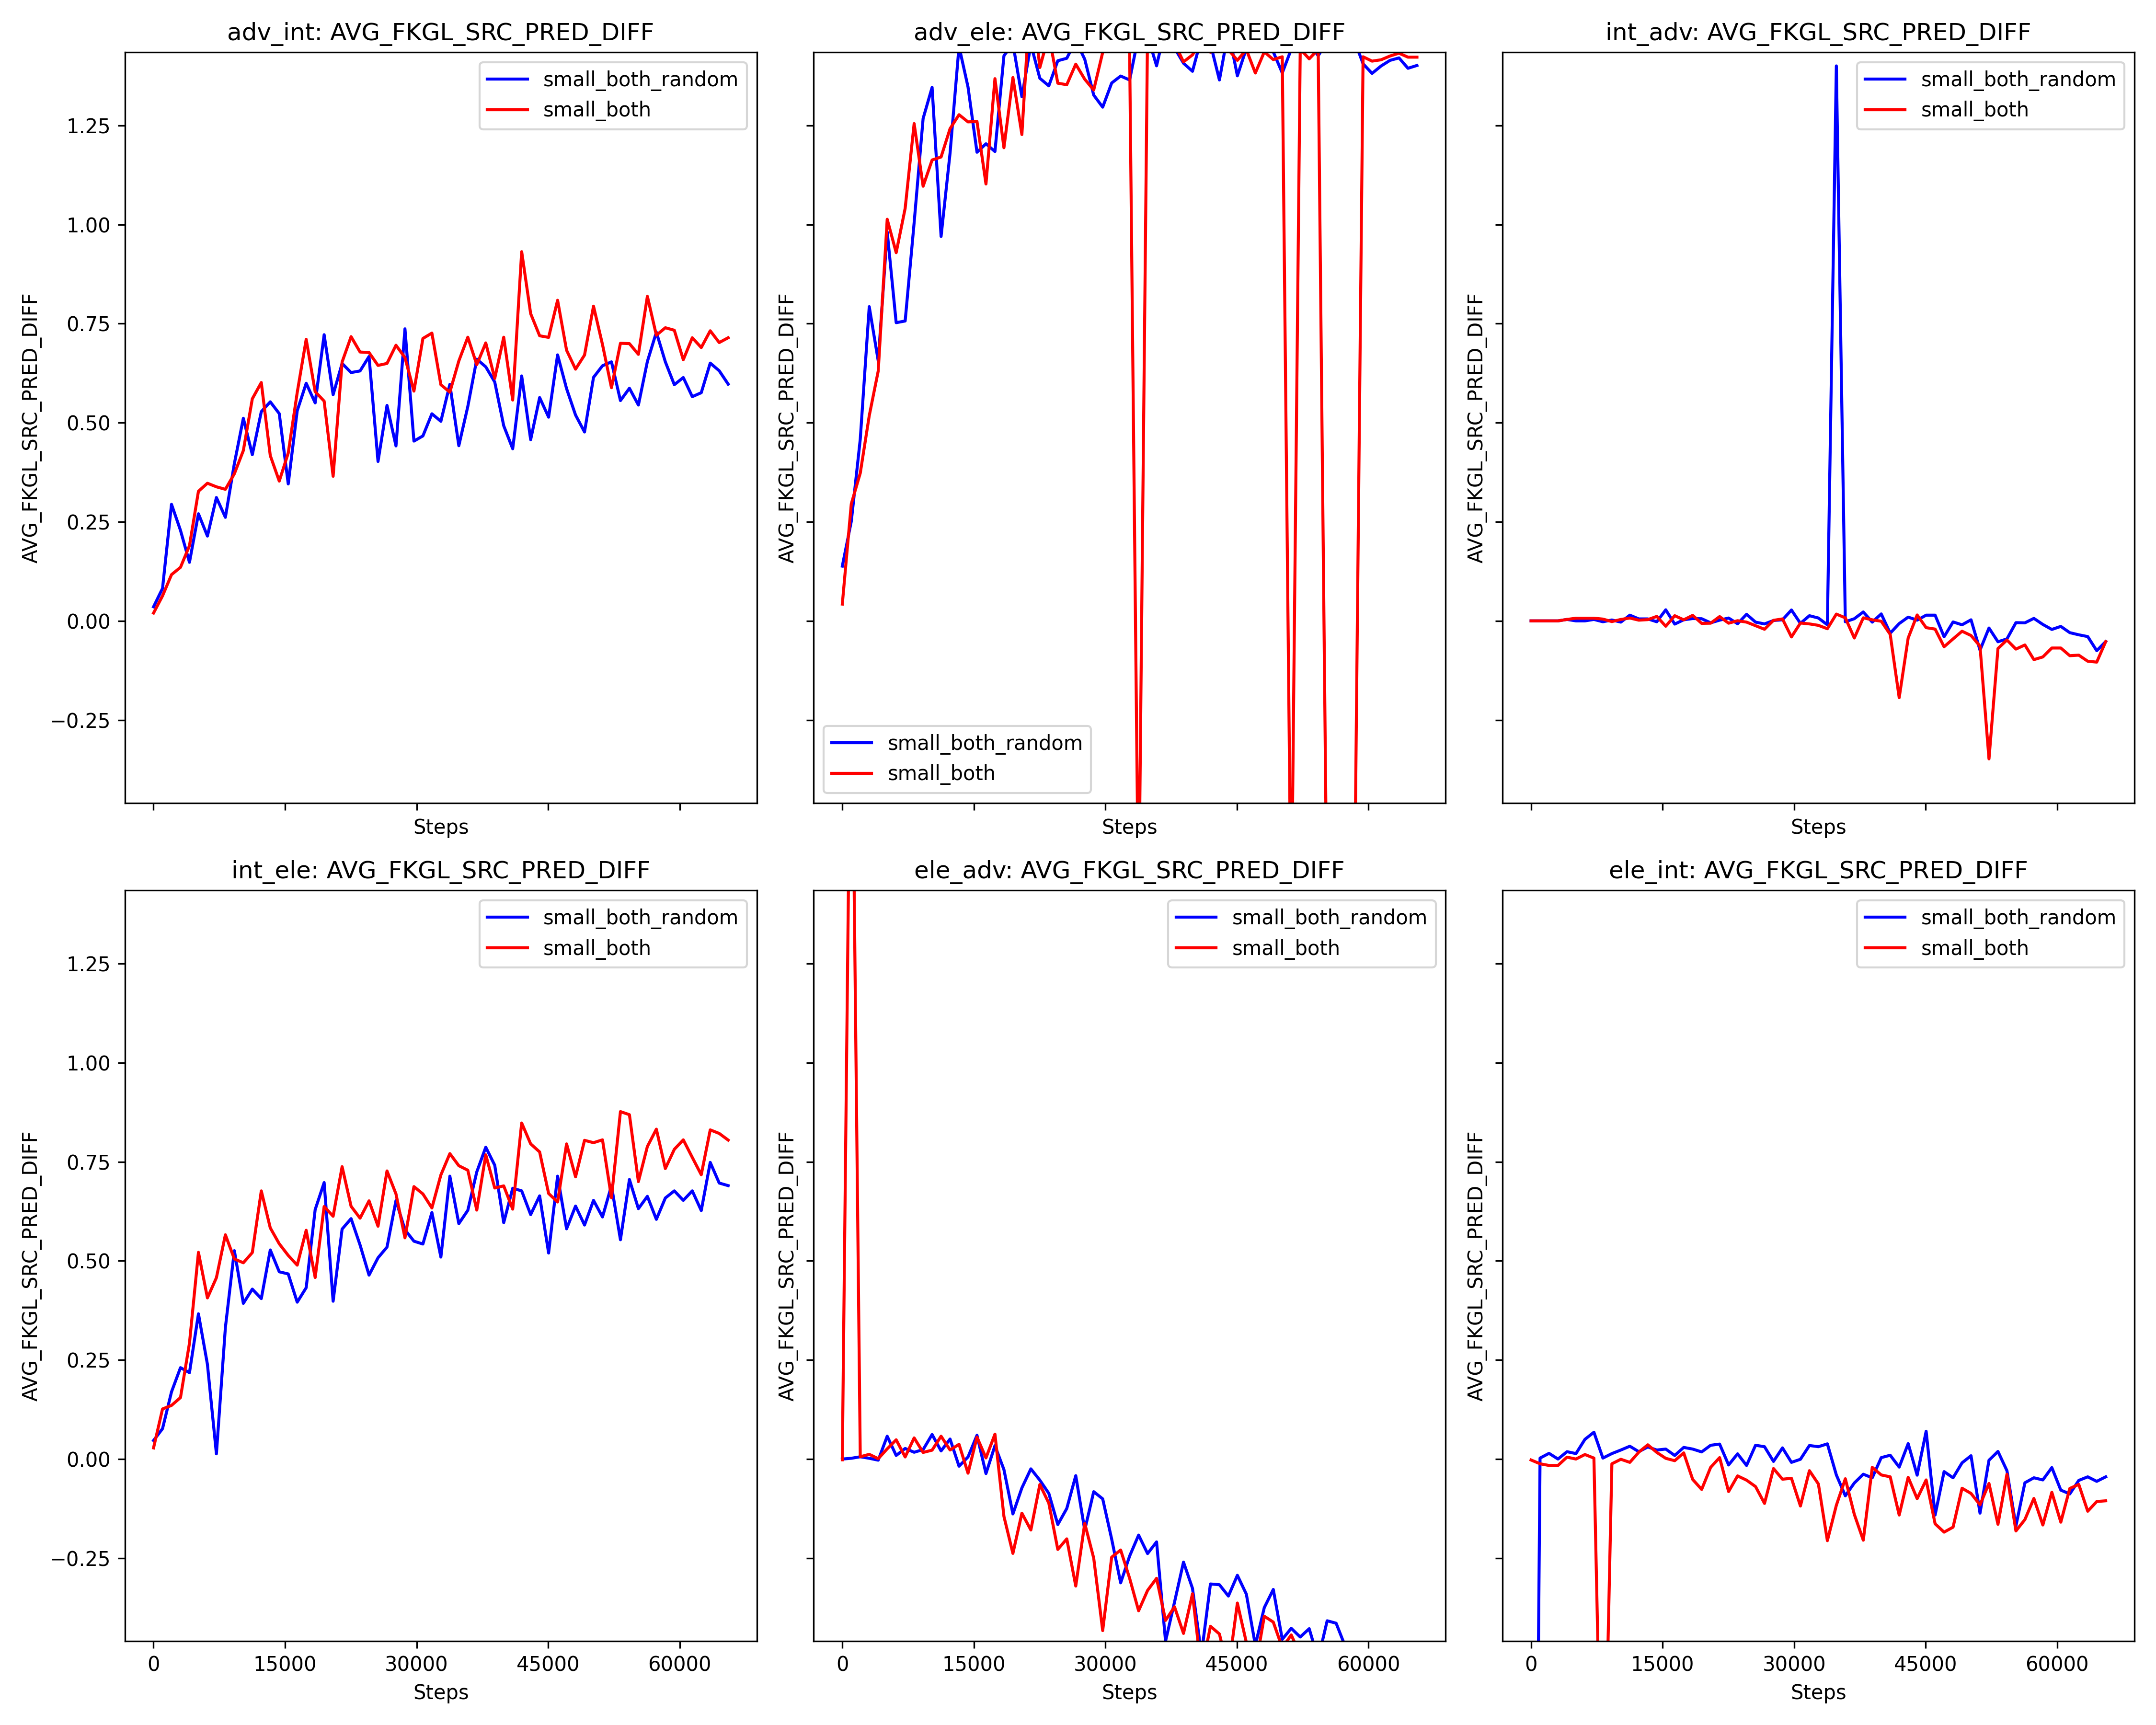 adv_int: AVG_FKGL_SRC_PRED_DIFF
adv_ele: AVG_FKGL_SRC_PRED_DIFF
int_adv: AVG_FKGL_SRC_PRED_DIFF
AVG_FKGL_SRC_PRED_DIFF
1.25
1.00
0.75
0.50
0.25
0.00
−0.25
small_both_random
small_both
Steps
AVG_FKGL_SRC_PRED_DIFF
small_both_random
small_both
Steps
AVG_FKGL_SRC_PRED_DIFF
small_both_random
small_both
Steps
int_ele: AVG_FKGL_SRC_PRED_DIFF
ele_adv: AVG_FKGL_SRC_PRED_DIFF
ele_int: AVG_FKGL_SRC_PRED_DIFF
AVG_FKGL_SRC_PRED_DIFF
1.25
1.00
0.75
0.50
0.25
0.00
−0.25
small_both_random
small_both
0 15000 30000 45000 60000
Steps
AVG_FKGL_SRC_PRED_DIFF
small_both_random
small_both
0 15000 30000 45000 60000
Steps
AVG_FKGL_SRC_PRED_DIFF
small_both_random
small_both
0 15000 30000 45000 60000
Steps